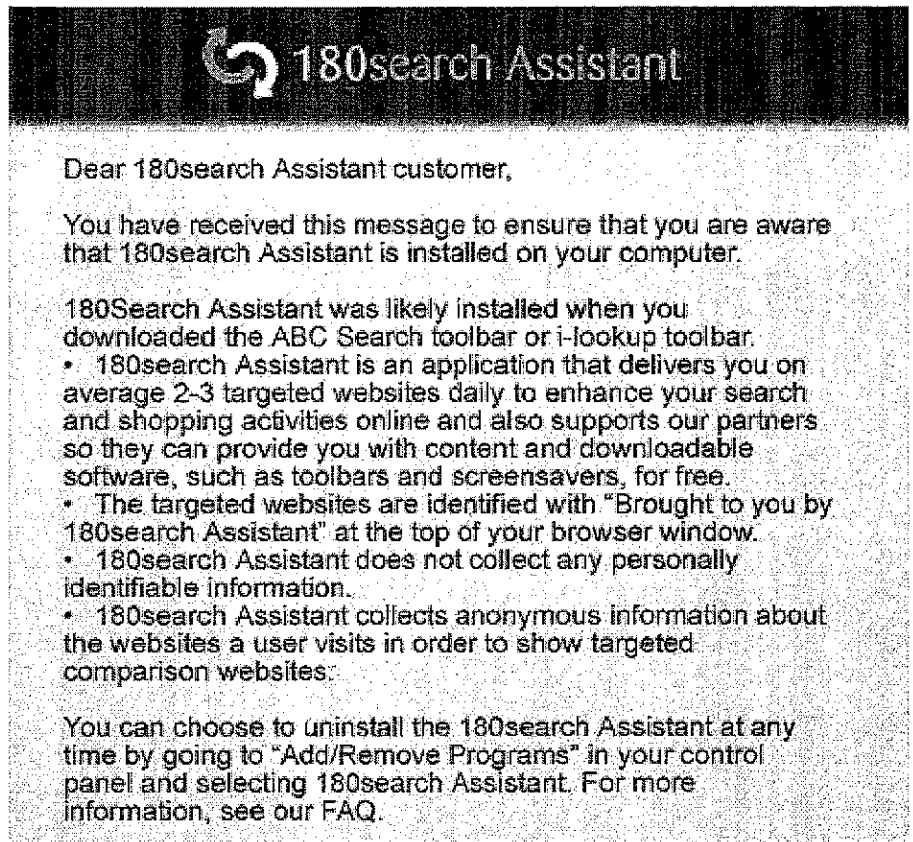 180search Assistant
Dear 180search Assistant customer,
You have received this message to ensure that you are aware
that 180search Assistant is installed on your computer.
180Search Assistant was likely installed when you
downloaded the ABC Search toolbar or i-lookup toolbar.
• 180search Assistant is an application that delivers you on
average 2-3 targeted websites daily to enhance your search
and shopping activities online and also supports our partners
so they can provide you with content and downloadable
software, such as toolbars and screensavers, for free.
• The targeted websites are identified with "Brought to you by
180search Assistant" at the top of your browser window.
• 180search Assistant does not collect any personally
identifiable information.
• 180search Assistant collects anonymous information about
the websites a user visits in order to show targeted
comparison websites.
You can choose to uninstall the 180search Assistant at any
time by going to "Add/Remove Programs" in your control
panel and selecting 180search Assistant. For more
information, see our FAQ.